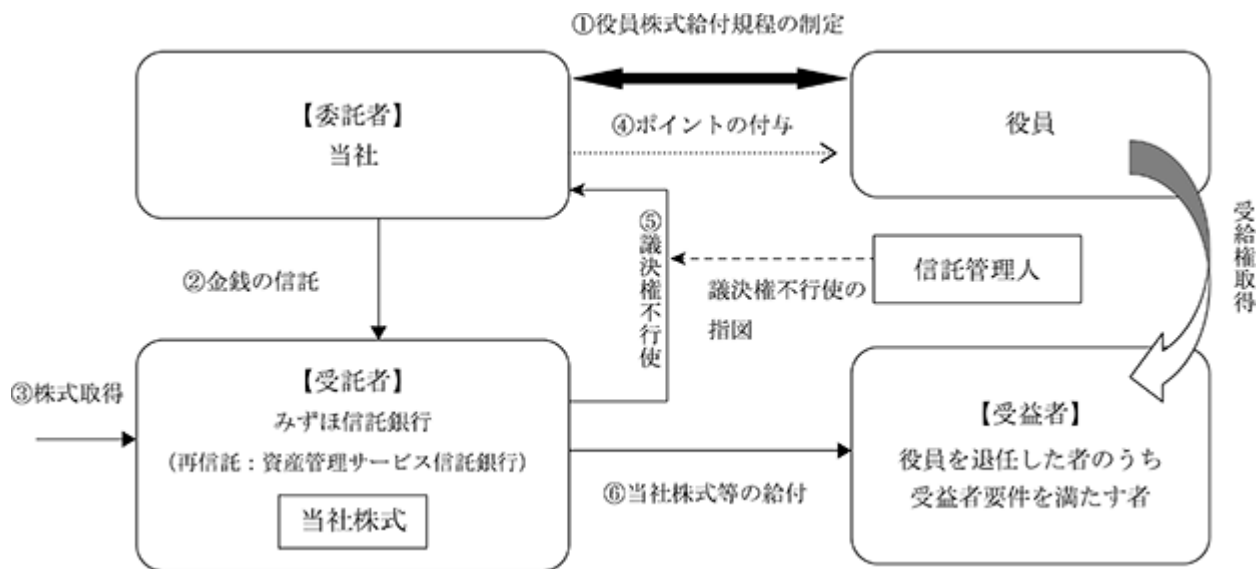 ①役員株式給付規程の制定
【委託者】
当社
④ポイントの付与
役員
②金銭の信託
⑤議決権不行使
議決権不行使の
指図
信託管理人
受給権取得
③株式取得
【受託者】
みずほ信託銀行
（再信託：資産管理サービス信託銀行）
当社株式
⑥当社株式等の給付
【受益者】
役員を退任した者のうち
受益者要件を満たす者